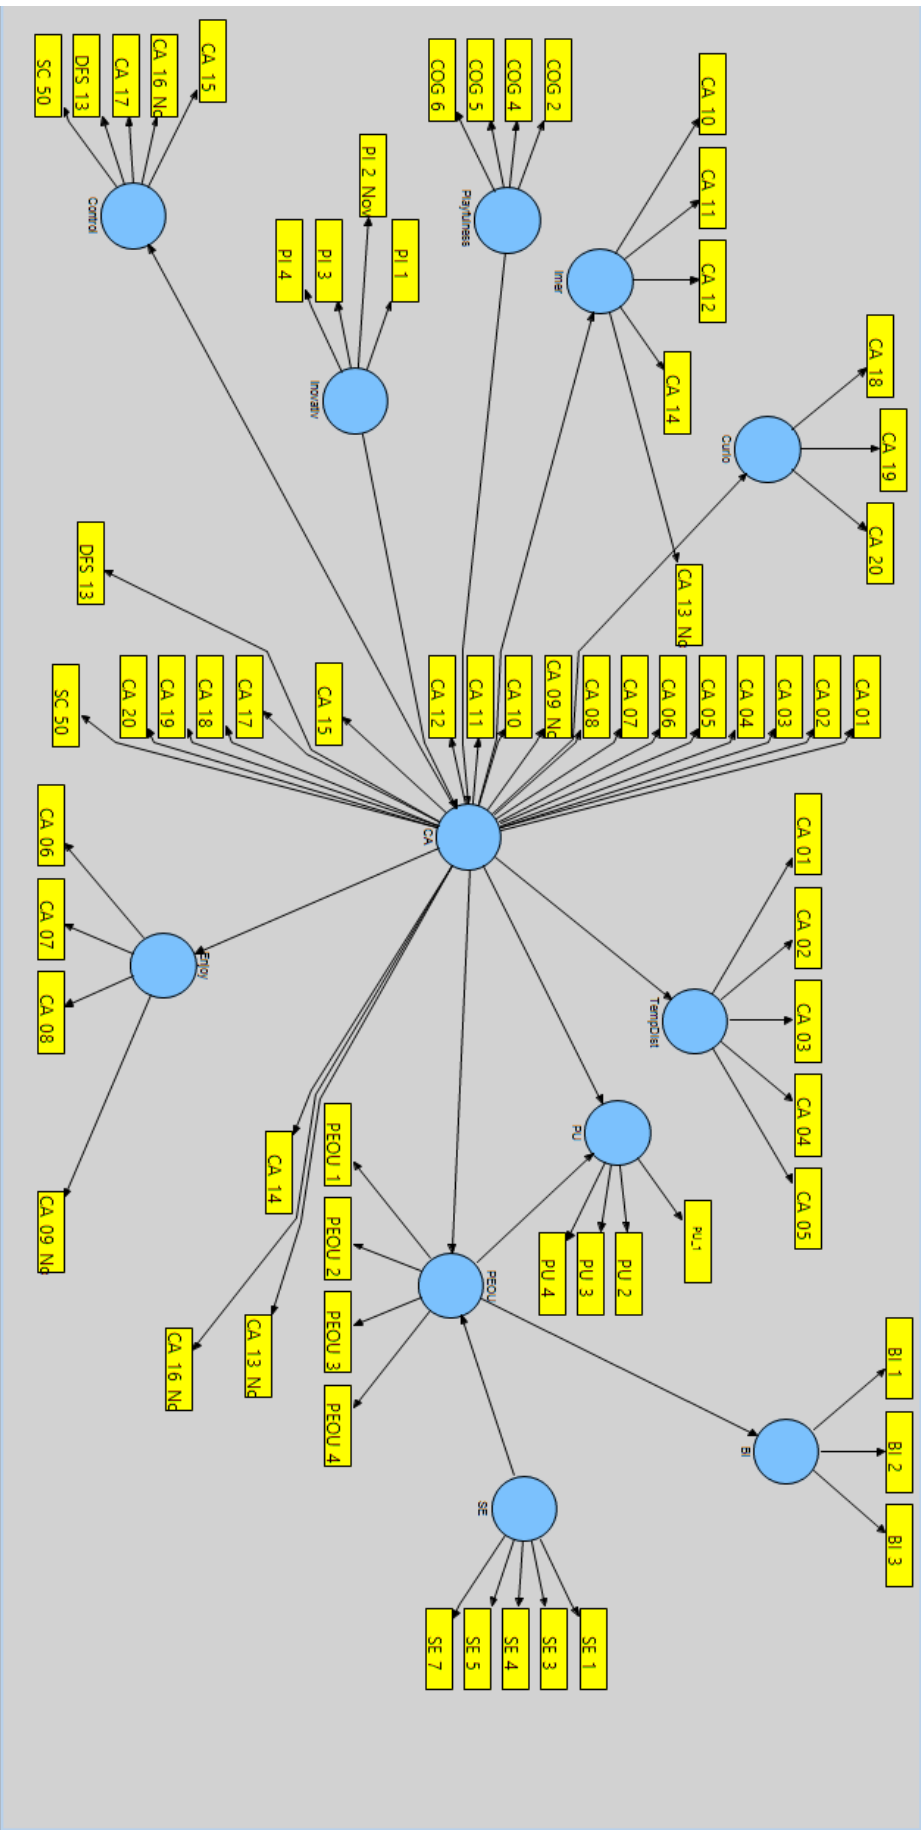 CA 15
CA 16 No
CA 17
DFS 13
SC 50
Control
COG 2
COG 4
COG 5
COG 6
Playfulness
PI 1
PI 2 Nov
PI 3
PI 4
Inovativ
CA 10
CA 11
CA 12
CA 14
CA 13 No
Imer
CA 18
CA 19
CA 20
Curio
CA 01
CA 02
CA 03
CA 04
CA 05
CA 06
CA 07
CA 08
CA 09 No
CA 10
CA 11
CA 12
CA 15
CA 17
CA 18
CA 19
CA 20
SC 50
DFS 13
CA
CA 14
CA 13 No
CA 16 No
CA 06
CA 07
CA 08
CA 09 No
Enjoy
CA 01
CA 02
CA 03
CA 04
CA 05
TempDist
PU
PU_1
PU 2
PU 3
PU 4
PEOU
PEOU 1
PEOU 2
PEOU 3
PEOU 4
BI 1
BI 2
BI 3
BI
SE
SE 1
SE 3
SE 4
SE 5
SE 7